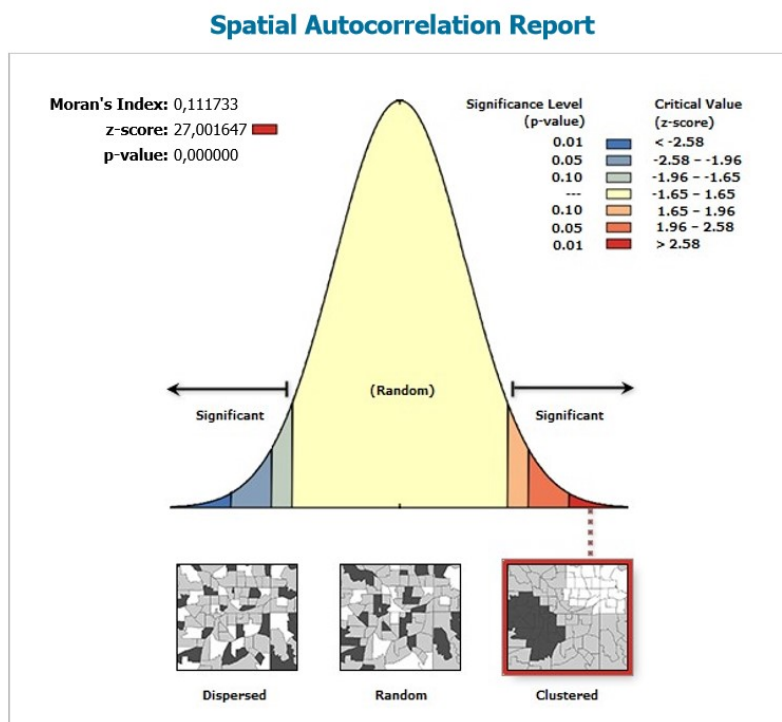 Spatial Autocorrelation Report
Moran's Index: 0,111733
z-score: 27,001647
p-value: 0,000000
Significance Level
(p-value)
Critical Value
(z-score)
0.01 < -2.58
0.05 -2.58 – -1.96
0.10 -1.96 – -1.65
--- -1.65 – 1.65
0.10 1.65 – 1.96
0.05 1.96 – 2.58
0.01 > 2.58
(Random)
Significant
Significant
Dispersed
Random
Clustered